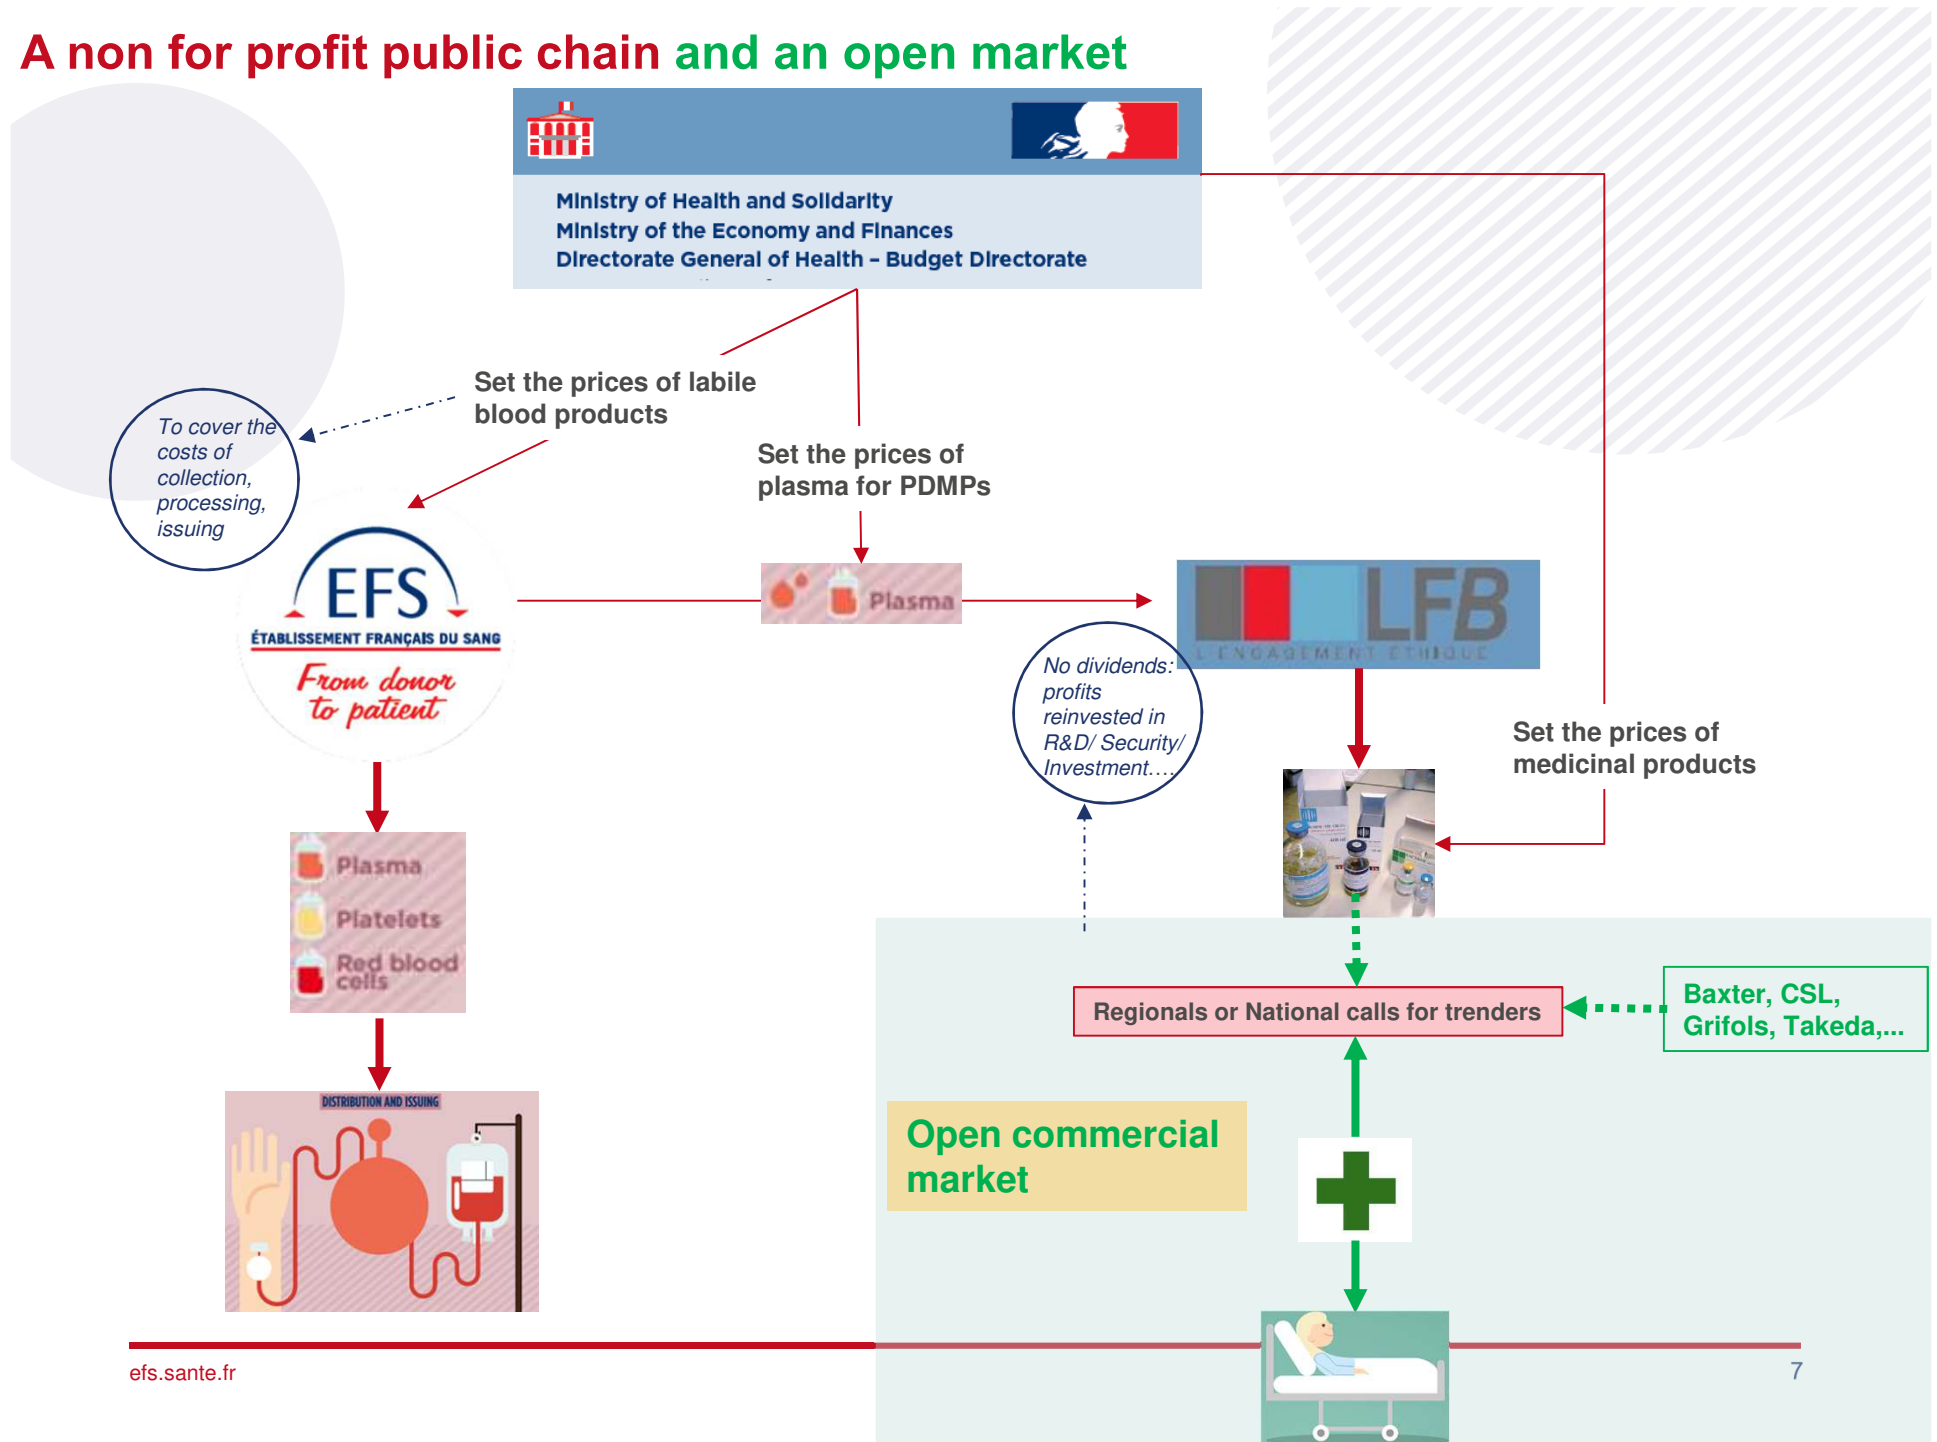 A non for profit public chain and an open market
Ministry of Health and Solidarity
Ministry of the Economy and Finances
Directorate General of Health – Budget Directorate
Set the prices of labile
blood products
To cover the
costs of
collection,
processing,
issuing
Set the prices of
plasma for PDMPs
EFS
ÉTABLISSEMENT FRANÇAIS DU SANG
From donor
to patient
Plasma
LFB
L'ENGAGEMENT ÉTHIQUE
No dividends:
profits
reinvested in
R&D/ Security/
Investment….
Set the prices of
medicinal products
Plasma
Platelets
Red blood
cells
Regionals or National calls for trenders
Baxter, CSL,
Grifols, Takeda,...
DISTRIBUTION AND ISSUING
Open commercial
market
efs.sante.fr
7